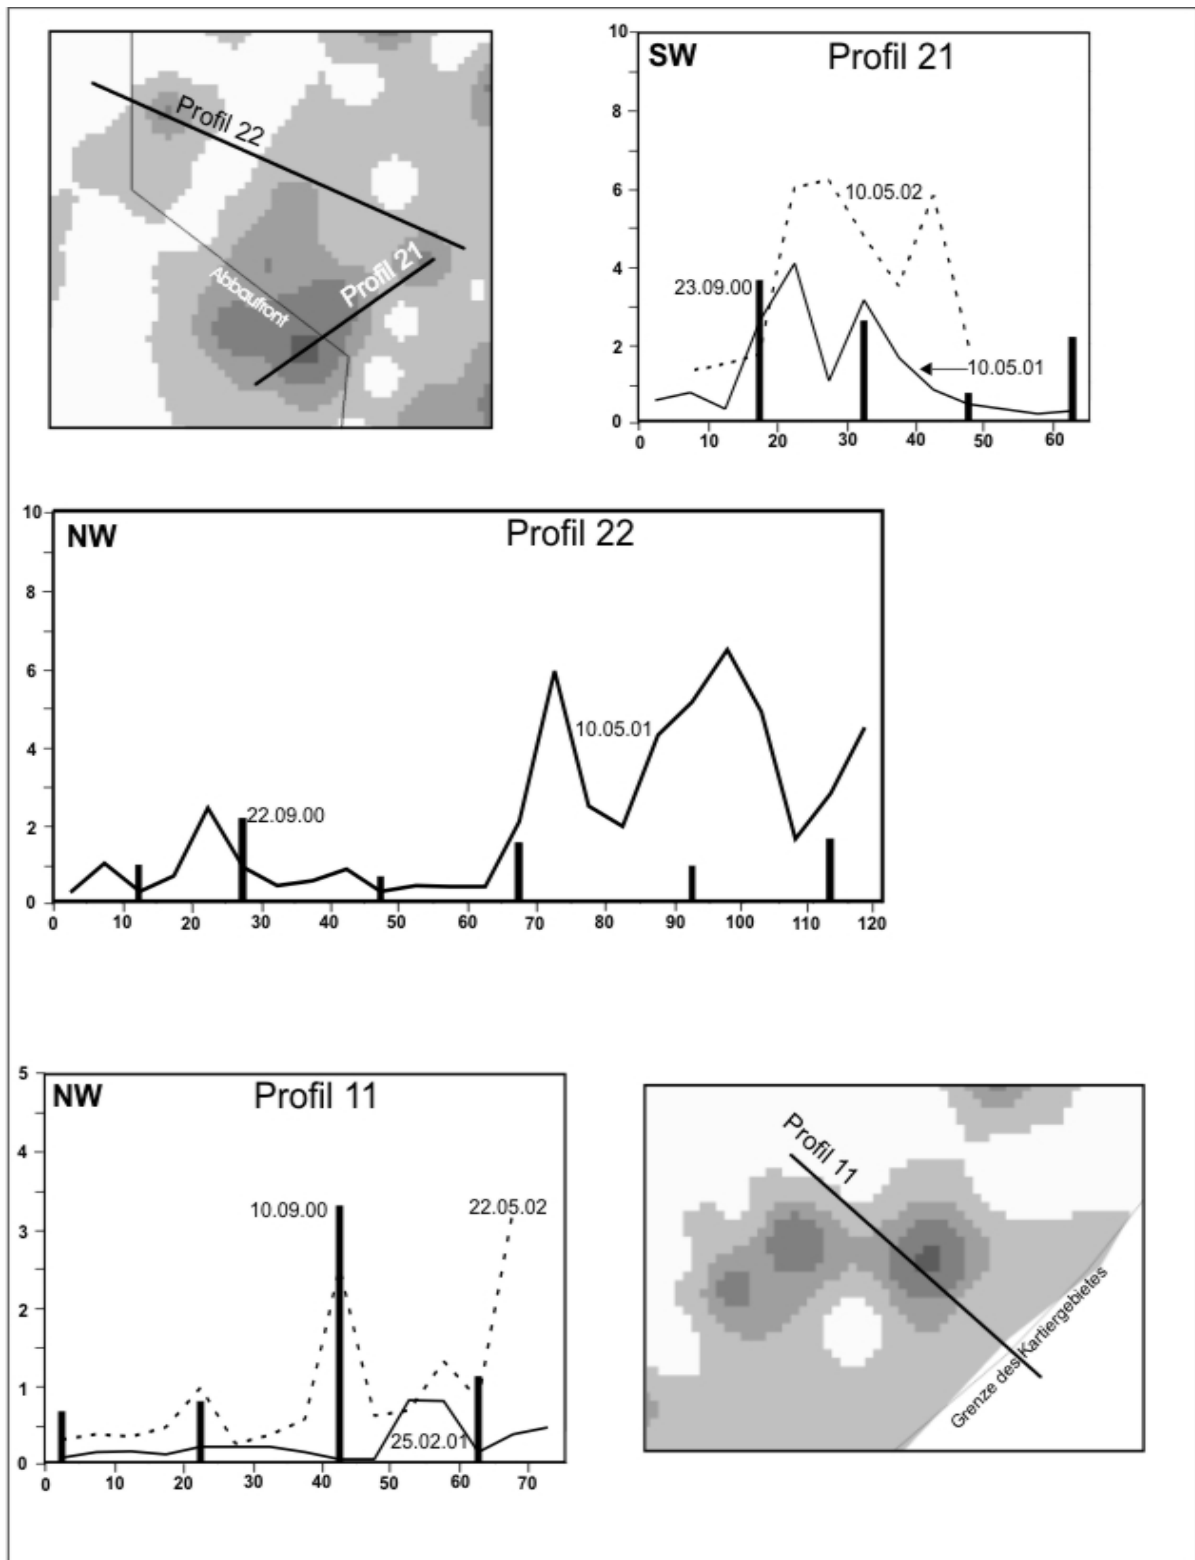 Profil 22
Abbaufront
Profil 21
SW
Profil 21
10
8
6
4
2
0
10.05.02
23.09.00
10.05.01
0 10 20 30 40 50 60
NW
Profil 22
10
8
6
4
2
0
10.05.01
22.09.00
0 10 20 30 40 50 60 70 80 90 100 110 120
NW
Profil 11
5
4
3
2
1
0
10.09.00
22.05.02
25.02.01
0 10 20 30 40 50 60 70
Profil 11
Grenze des Kartiergebietes